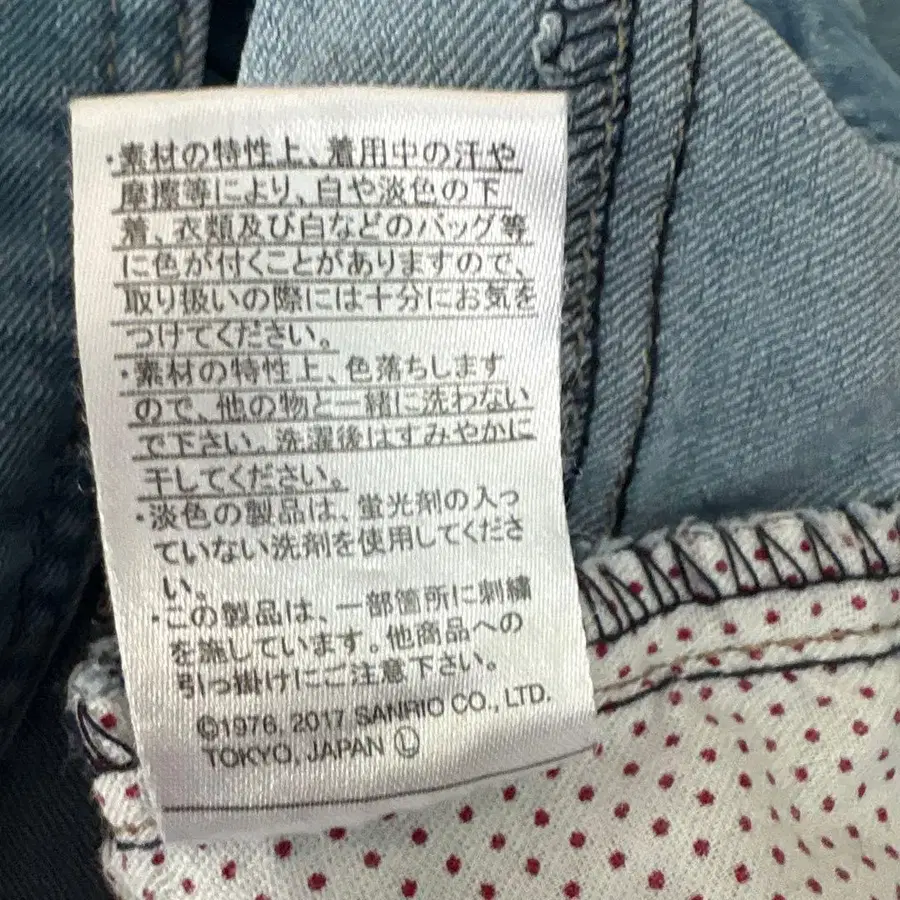 ・素材の特性上、着用中の汗や
摩擦等により、白や淡色の下
着、衣類及び白などのバッグ等
に色が付くことがありますので、
取り扱いの際には十分にお気を
つけてください。
・素材の特性上、色落ちします
ので、他の物と一緒に洗わない
で下さい。洗濯後はすみやかに
干してください。
・淡色の製品は、蛍光剤の入っ
ていない洗剤を使用してくださ
い。
・この製品は、一部箇所に刺繍
を施しています。他商品への
引っ掛けにご注意下さい。
©1976, 2017 SANRIO CO., LTD.
TOKYO, JAPAN Ⓛ